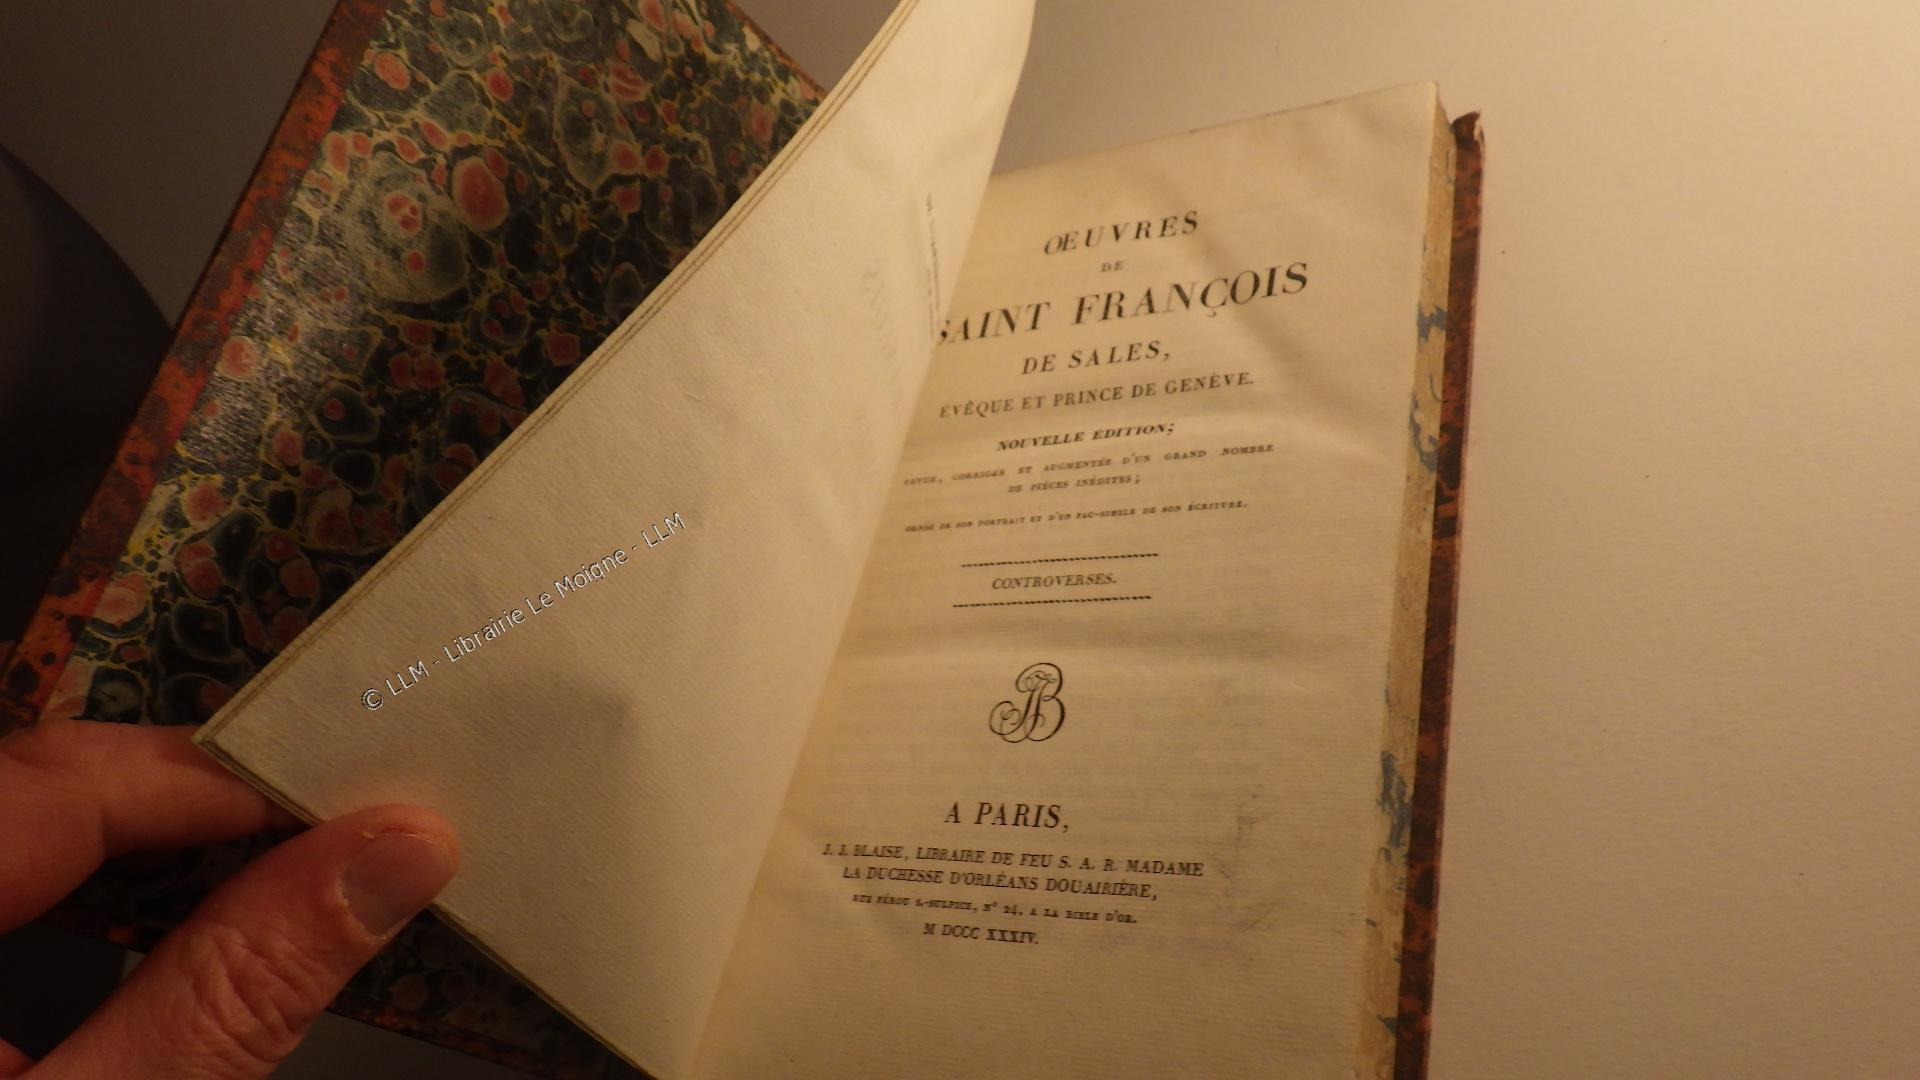 ŒUVRES
DE
SAINT FRANÇOIS
DE SALES,
ÉVÊQUE ET PRINCE DE GENÈVE.
NOUVELLE ÉDITION;
REVUE, CORRIGÉE ET AUGMENTÉE D'UN GRAND NOMBRE
DE PIÈCES INÉDITES;
ORNÉE DE SON PORTRAIT ET D'UN FAC-SIMILE DE SON ÉCRITURE.
CONTROVERSES.
JB
A PARIS,
J. J. BLAISE, LIBRAIRE DE FEU S. A. R. MADAME
LA DUCHESSE D'ORLÉANS DOUAIRIÈRE,
RUE FÉROU S.-SULPICE, N° 24, A LA BIBLE D'OR.
M DCCC XXXIV.
© LLM - Librairie Le Moigne - LLM